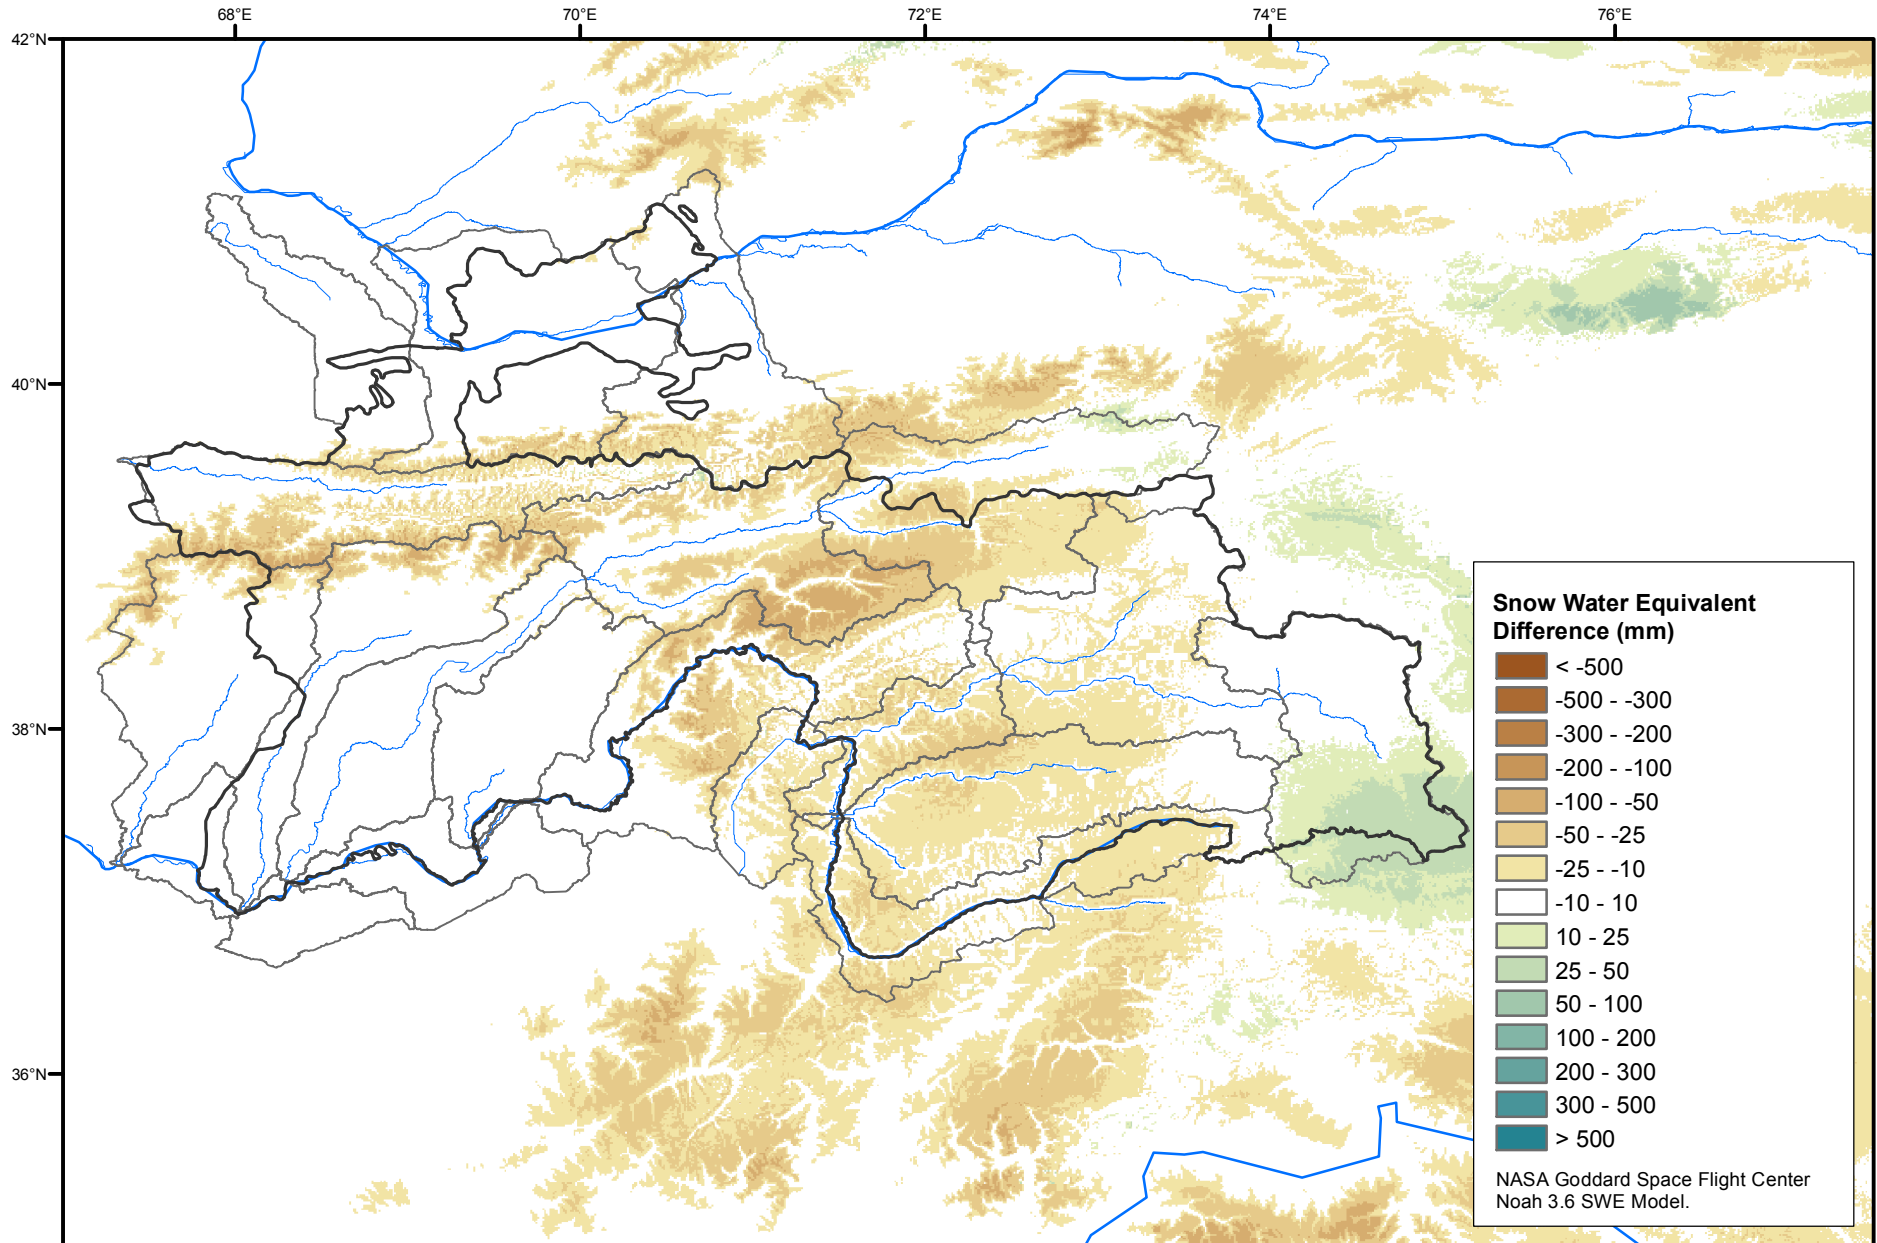 68°E 70°E 72°E 74°E 76°E
42°N
40°N
38°N
36°N
Snow Water Equivalent
Difference (mm)
< -500
-500 - -300
-300 - -200
-200 - -100
-100 - -50
-50 - -25
-25 - -10
-10 - 10
10 - 25
25 - 50
50 - 100
100 - 200
200 - 300
300 - 500
> 500
NASA Goddard Space Flight Center
Noah 3.6 SWE Model.